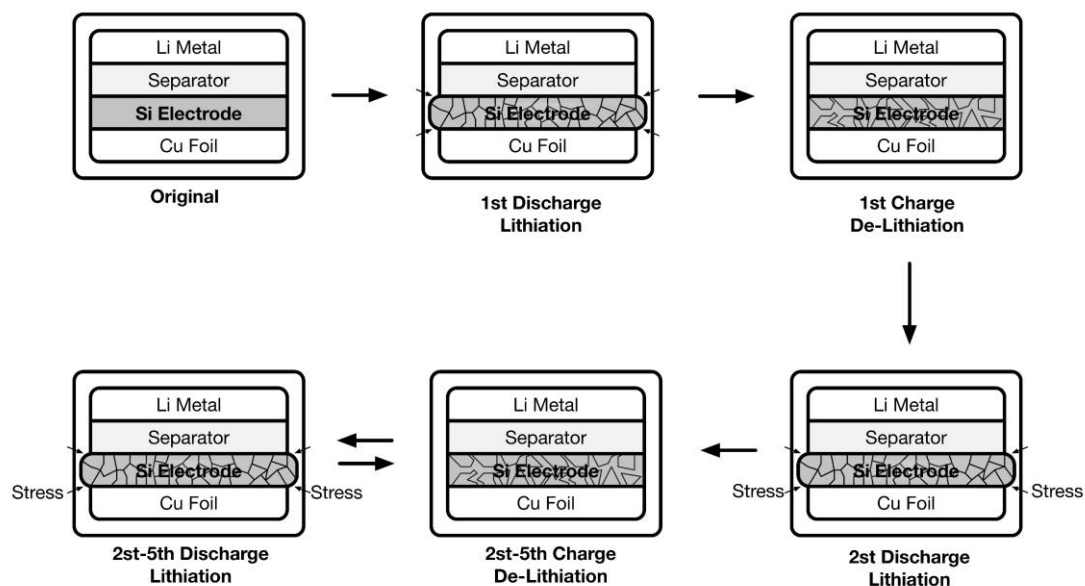 Li Metal
Separator
Si Electrode
Cu Foil
Original
Li Metal
Separator
Si Electrode
Cu Foil
1st Discharge
Lithiation
Li Metal
Separator
Si Electrode
Cu Foil
1st Charge
De-Lithiation
Li Metal
Separator
Si Electrode
Stress
Stress
Cu Foil
2st-5th Discharge
Lithiation
Li Metal
Separator
Si Electrode
Cu Foil
2st-5th Charge
De-Lithiation
Li Metal
Separator
Si Electrode
Stress
Stress
Cu Foil
2st Discharge
Lithiation